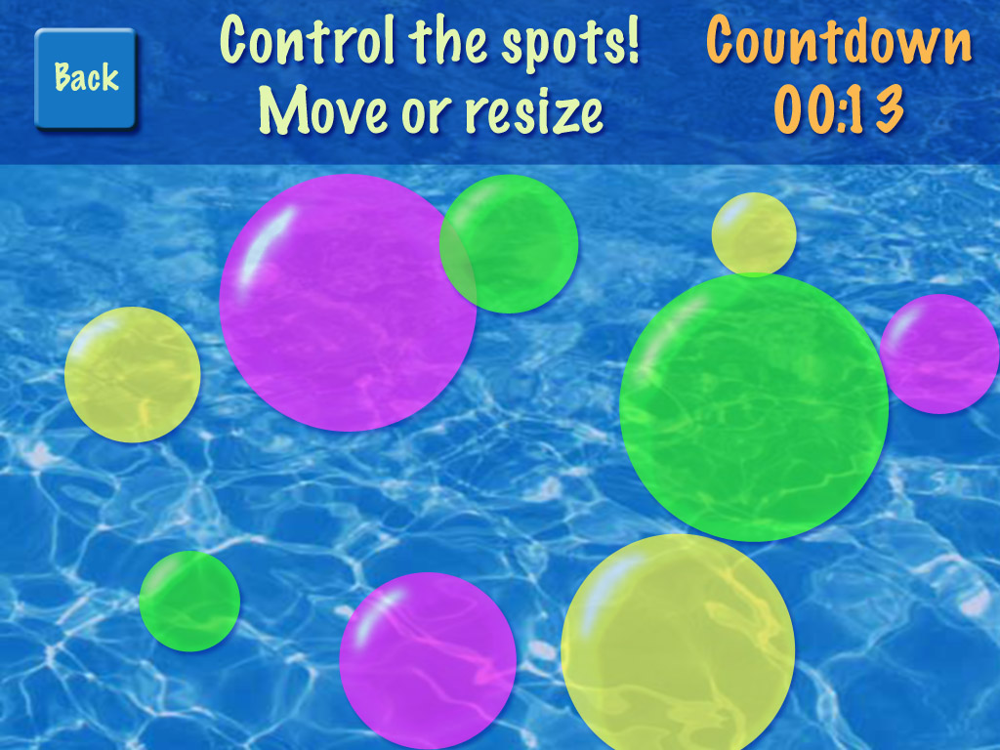 Back
Control the spots!
Move or resize
Countdown
00:13